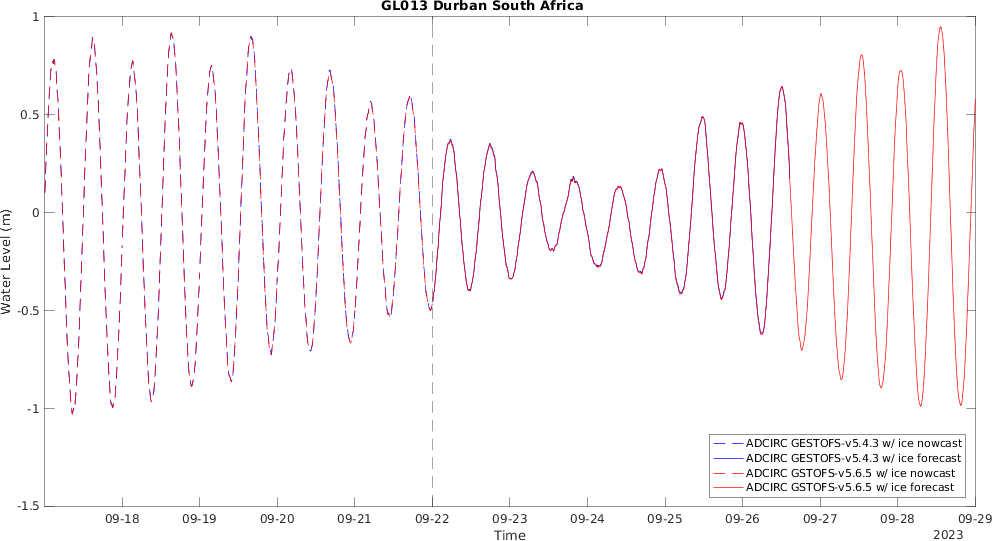 GL013 Durban South Africa
Water Level (m)
1
0.5
0
-0.5
-1
-1.5
ADCIRC GESTOFS-v5.4.3 w/ ice nowcast
ADCIRC GESTOFS-v5.4.3 w/ ice forecast
ADCIRC GSTOFS-v5.6.5 w/ ice nowcast
ADCIRC GSTOFS-v5.6.5 w/ ice forecast
09-18 09-19 09-20 09-21 09-22 09-23 09-24 09-25 09-26 09-27 09-28 09-29
Time
2023